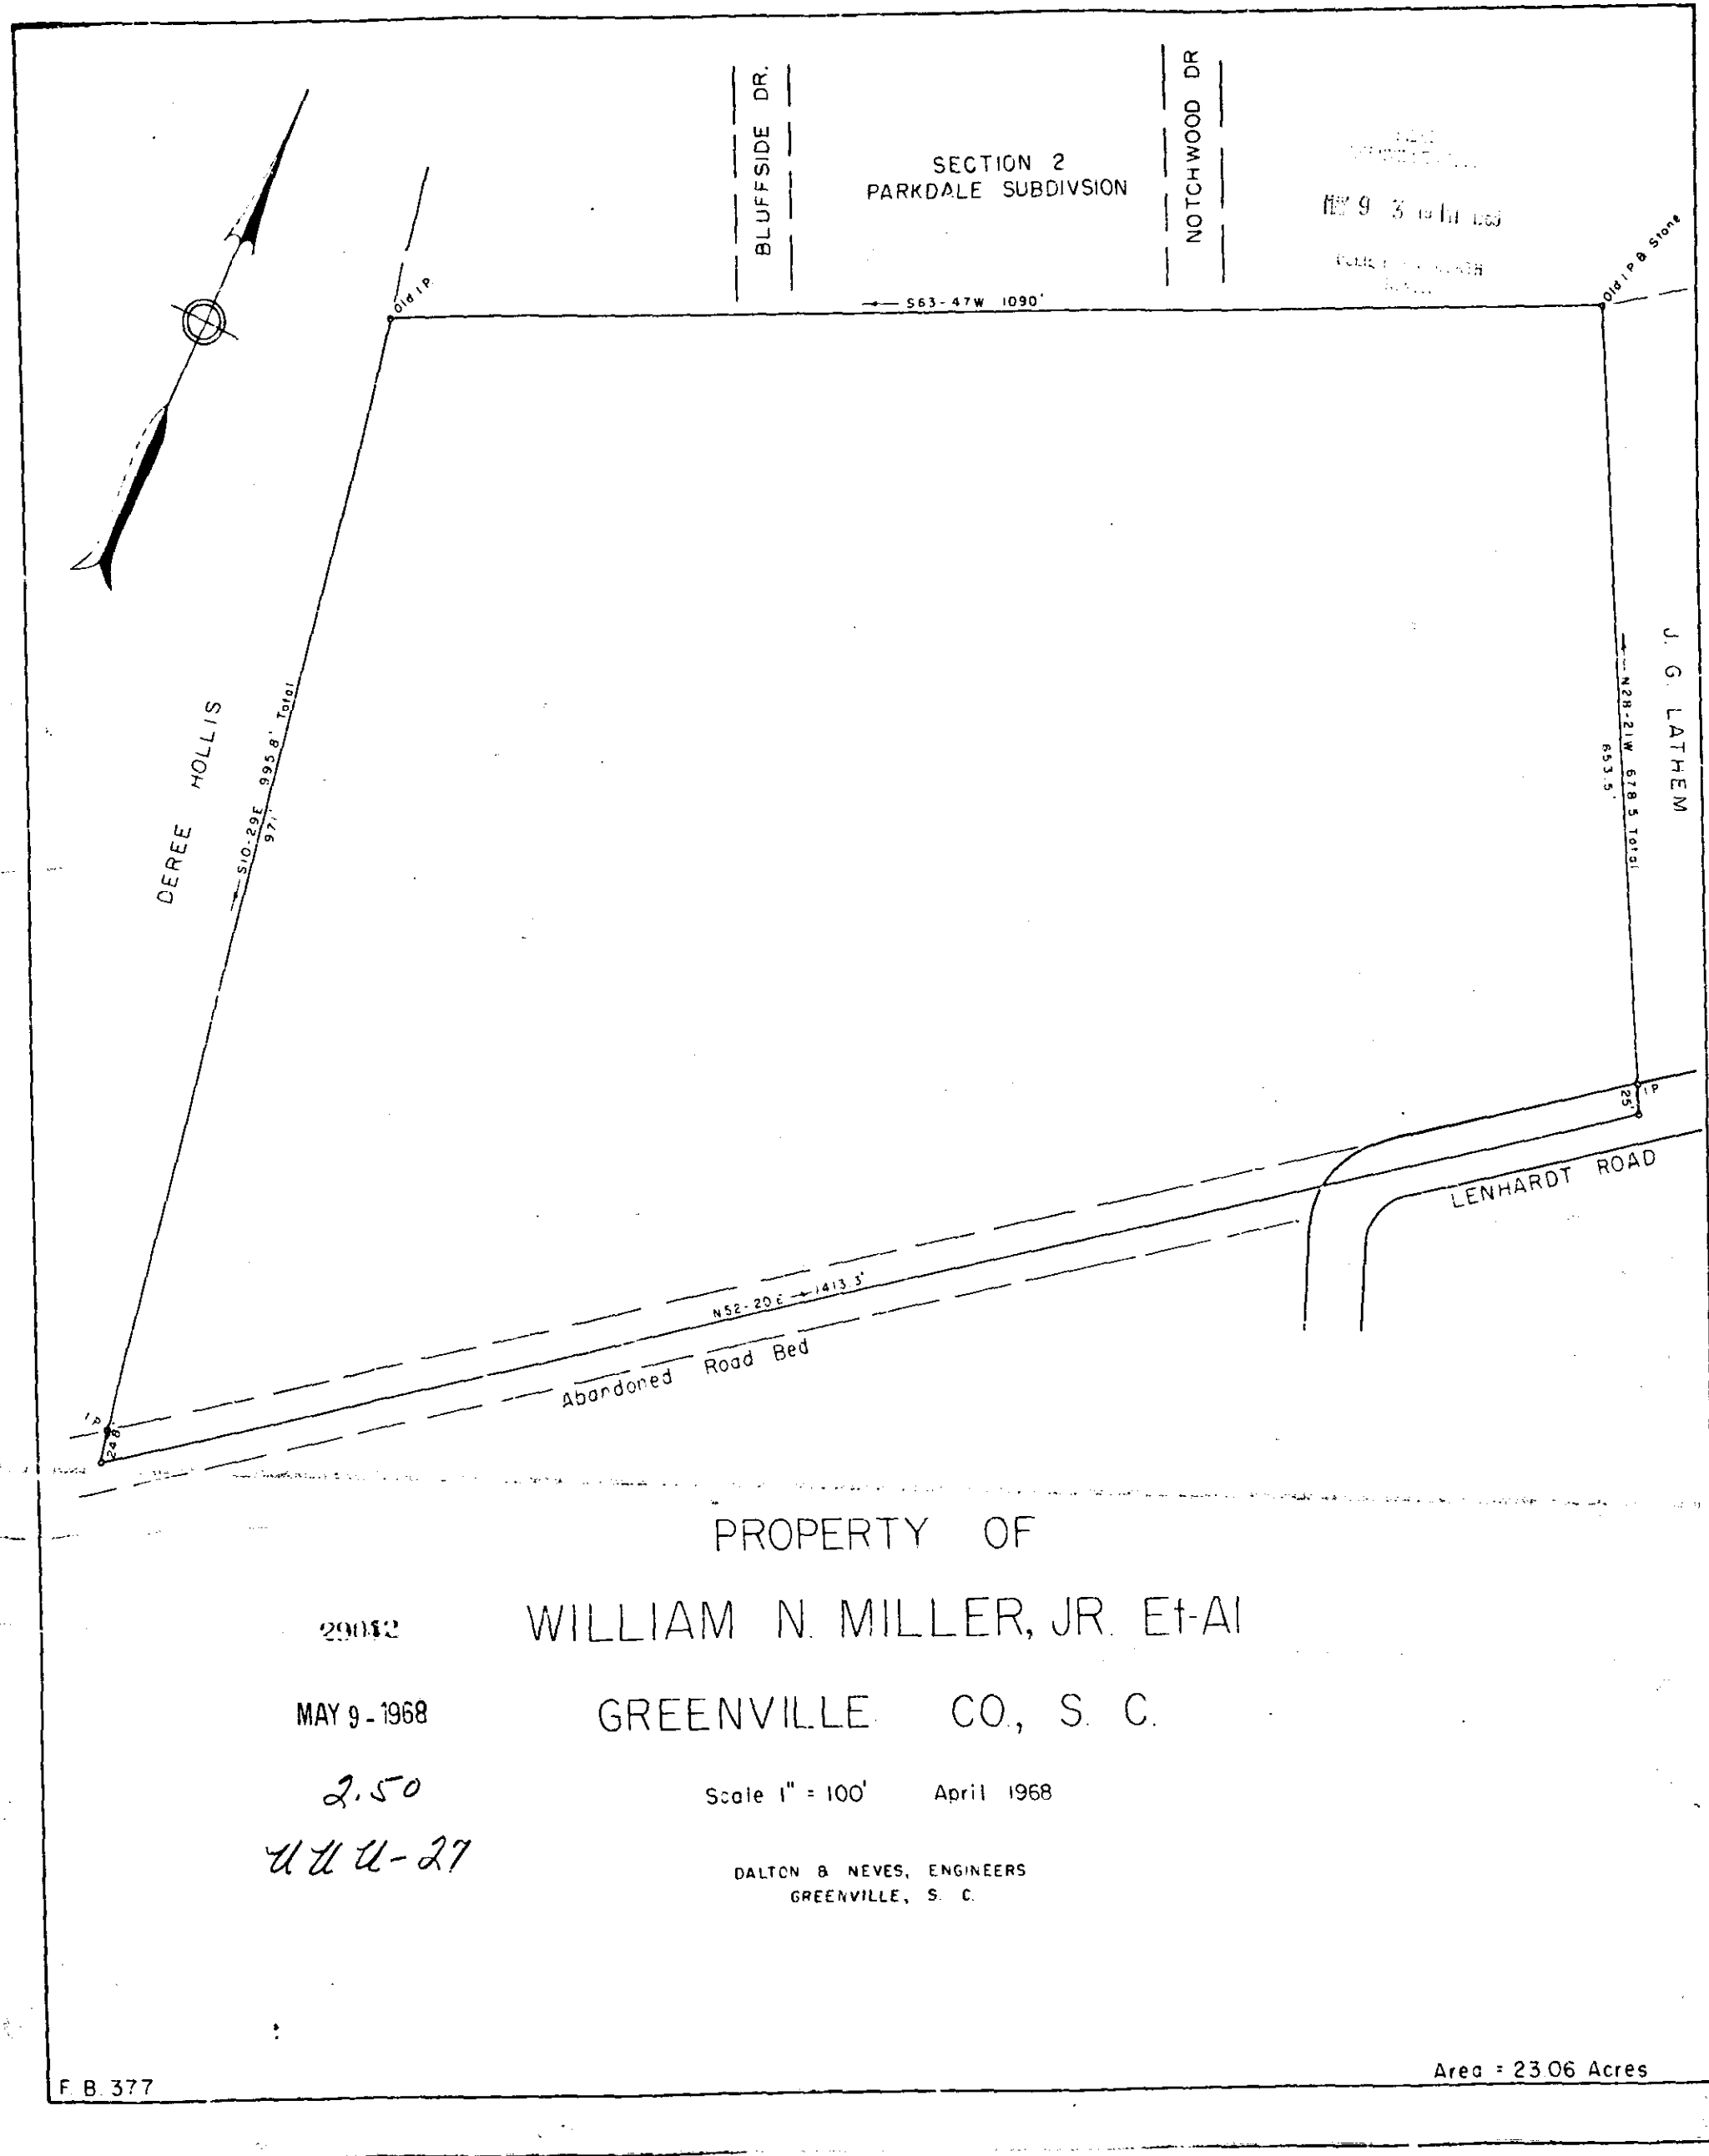 BLUFFSIDE DR.
SECTION 2
PARKDALE SUBDIVSION
NOTCHWOOD DR
Old I P.
S63-47W 1090'
Old I P & Stone
DEREE HOLLIS
S10-29E 995.8' Total
971'
N28-21W 678.5 Total
653.5'
J. G. LATHEM
I P
25'
LENHARDT ROAD
N52-20E 1413.3'
Abandoned Road Bed
I P
24.8'
PROPERTY OF
WILLIAM N. MILLER, JR. Et-Al
MAY 9 - 1968
GREENVILLE CO., S. C.
2.50
Scale 1" = 100' April 1968
UUU-27
DALTON & NEVES, ENGINEERS
GREENVILLE, S. C.
F. B. 377
Area = 23.06 Acres